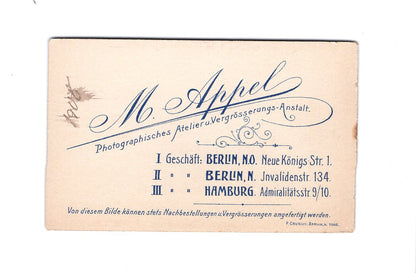 M. Appel
Photographisches Atelier u. Vergrösserungs-Anstalt.
I Geschäft: BERLIN, N.O. Neue Königs Str. 1.
II " " BERLIN, N. Invalidenstr. 134.
III " " HAMBURG. Admiralitätsstr 9/10.
Von diesem Bilde können stets Nachbestellungen u. Vergrösserungen angefertigt werden.